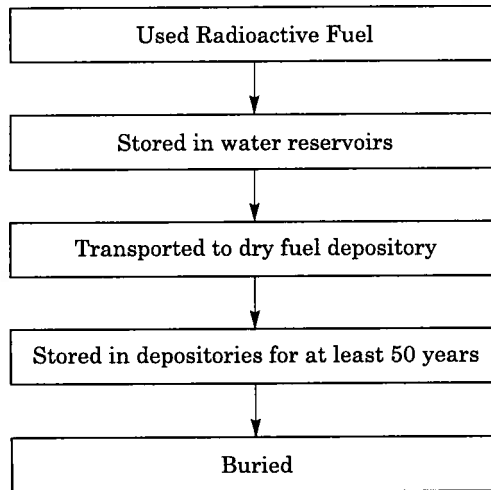 Used Radioactive Fuel
Stored in water reservoirs
Transported to dry fuel depository
Stored in depositories for at least 50 years
Buried